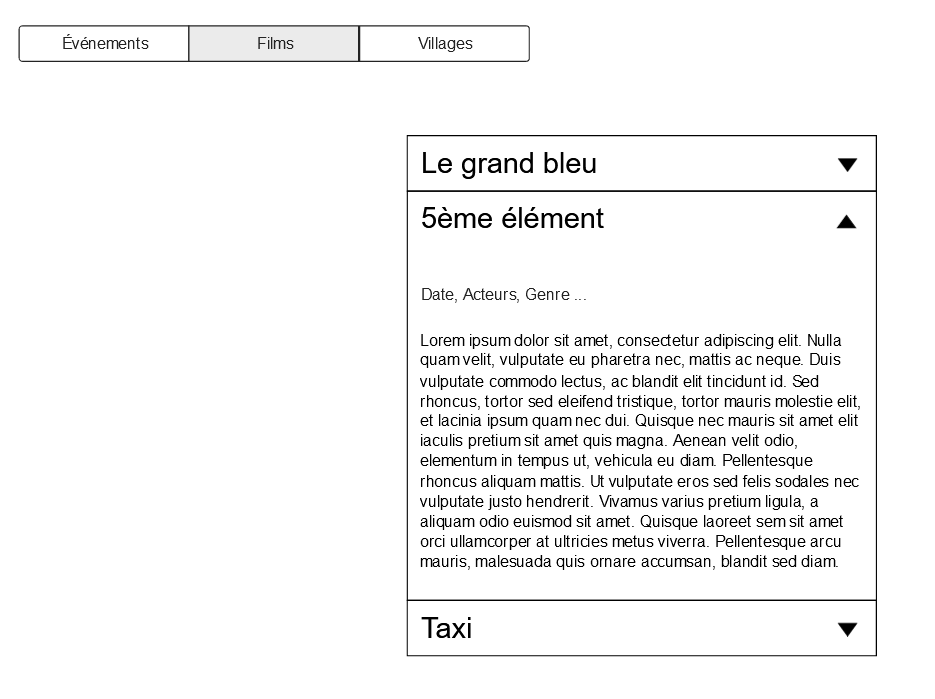 Événements Films Villages
Le grand bleu
5ème élément
Date, Acteurs, Genre ...
Lorem ipsum dolor sit amet, consectetur adipiscing elit. Nulla
quam velit, vulputate eu pharetra nec, mattis ac neque. Duis
vulputate commodo lectus, ac blandit elit tincidunt id. Sed
rhoncus, tortor sed eleifend tristique, tortor mauris molestie elit,
et lacinia ipsum quam nec dui. Quisque nec mauris sit amet elit
iaculis pretium sit amet quis magna. Aenean velit odio,
elementum in tempus ut, vehicula eu diam. Pellentesque
rhoncus aliquam mattis. Ut vulputate eros sed felis sodales nec
vulputate justo hendrerit. Vivamus varius pretium ligula, a
aliquam odio euismod sit amet. Quisque laoreet sem sit amet
orci ullamcorper at ultricies metus viverra. Pellentesque arcu
mauris, malesuada quis ornare accumsan, blandit sed diam.
Taxi